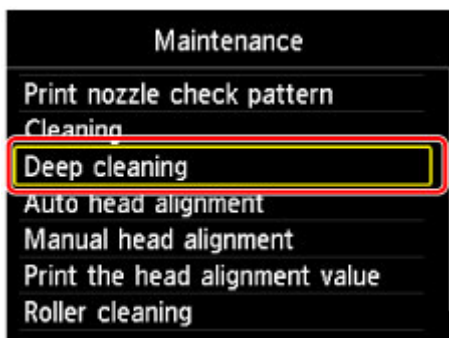 Maintenance
Print nozzle check pattern
Cleaning
Deep cleaning
Auto head alignment
Manual head alignment
Print the head alignment value
Roller cleaning